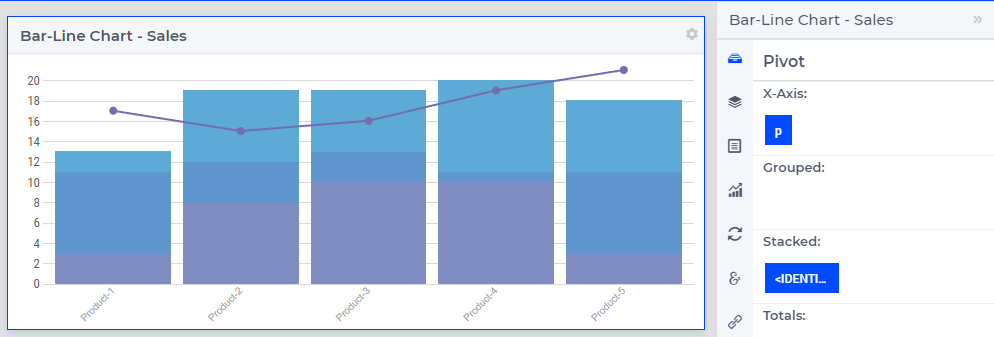 Bar-Line Chart - Sales
20
18
16
14
12
10
8
6
4
2
0
Product-1
Product-2
Product-3
Product-4
Product-5
Bar-Line Chart - Sales
»
Pivot
X-Axis:
p
Grouped:
Stacked:
<IDENTI...
Totals:
&